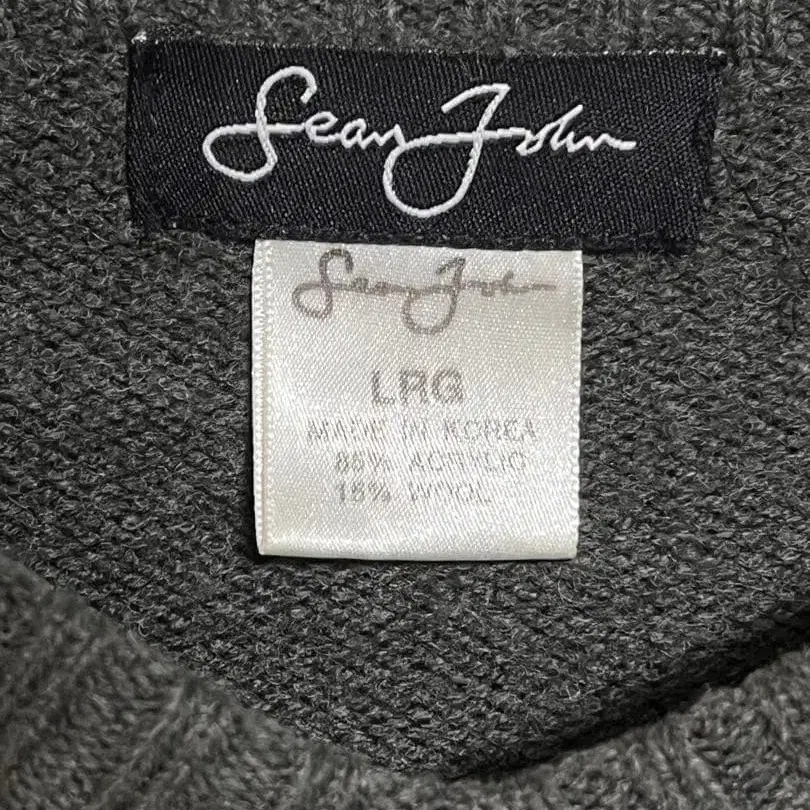 Sean John
Sean John
LRG
MADE IN KOREA
85% ACRYLIC
15% WOOL